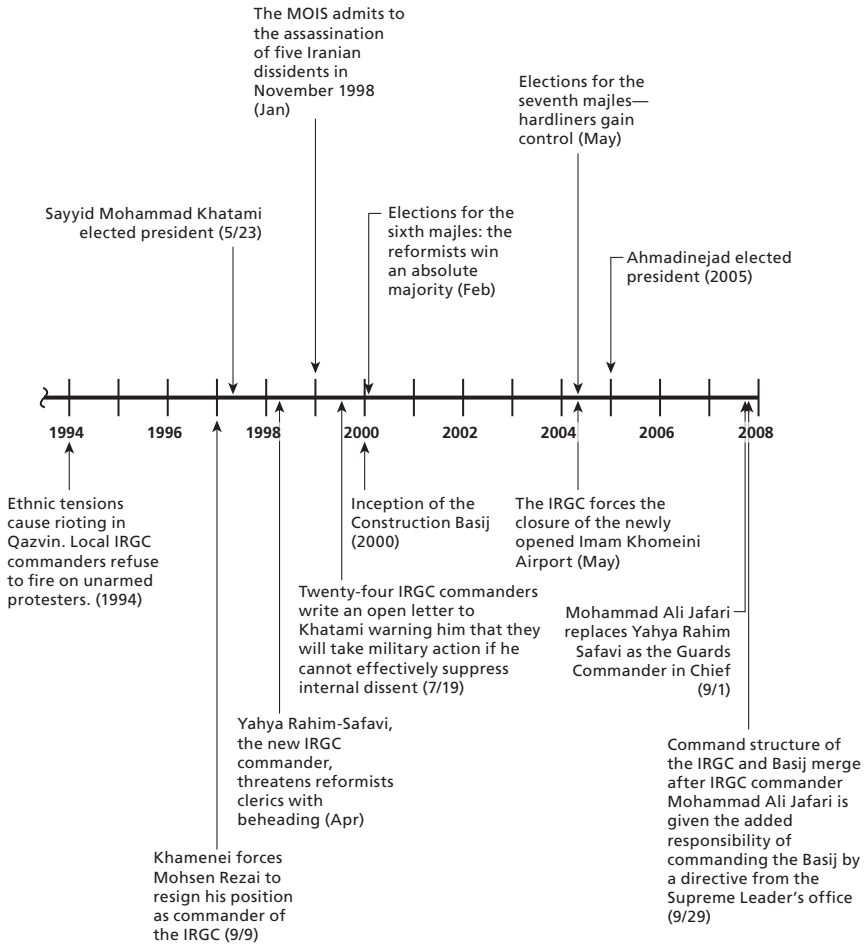 The MOIS admits to
the assassination
of five Iranian
dissidents in
November 1998
(Jan)
Elections for the
seventh majles—
hardliners gain
control (May)
Sayyid Mohammad Khatami
elected president (5/23)
Elections for the
sixth majles: the
reformists win
an absolute
majority (Feb)
Ahmadinejad elected
president (2005)
1994 1996 1998 2000 2002 2004 2006 2008
Ethnic tensions
cause rioting in
Qazvin. Local IRGC
commanders refuse
to fire on unarmed
protesters. (1994)
Inception of the
Construction Basij
(2000)
The IRGC forces the
closure of the newly
opened Imam Khomeini
Airport (May)
Twenty-four IRGC commanders
write an open letter to
Khatami warning him that they
will take military action if he
cannot effectively suppress
internal dissent (7/19)
Mohammad Ali Jafari
replaces Yahya Rahim
Safavi as the Guards
Commander in Chief
(9/1)
Yahya Rahim-Safavi,
the new IRGC
commander,
threatens reformists
clerics with
beheading (Apr)
Command structure of
the IRGC and Basij merge
after IRGC commander
Mohammad Ali Jafari is
given the added
responsibility of
commanding the Basij by
a directive from the
Supreme Leader's office
(9/29)
Khamenei forces
Mohsen Rezai to
resign his position
as commander of
the IRGC (9/9)